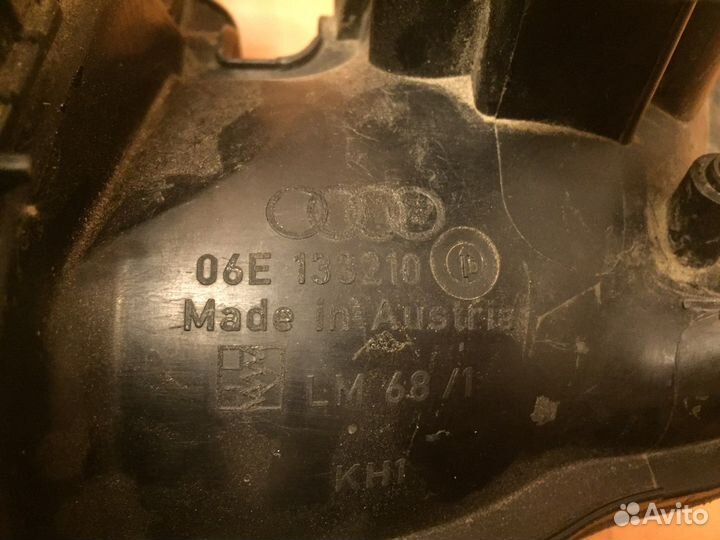 06E 133210
Made in Austria
LM 68/1
KH1
Avito